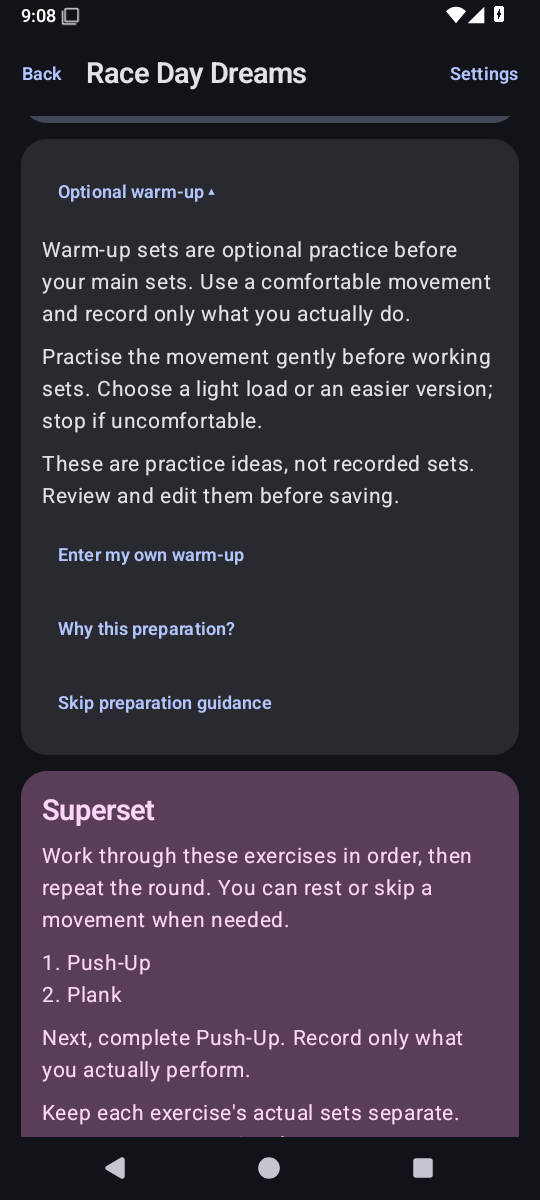 9:08
Back Race Day Dreams Settings
Optional warm-up ▴
Warm-up sets are optional practice before
your main sets. Use a comfortable movement
and record only what you actually do.
Practise the movement gently before working
sets. Choose a light load or an easier version;
stop if uncomfortable.
These are practice ideas, not recorded sets.
Review and edit them before saving.
Enter my own warm-up
Why this preparation?
Skip preparation guidance
Superset
Work through these exercises in order, then
repeat the round. You can rest or skip a
movement when needed.
1. Push-Up
2. Plank
Next, complete Push-Up. Record only what
you actually perform.
Keep each exercise's actual sets separate.